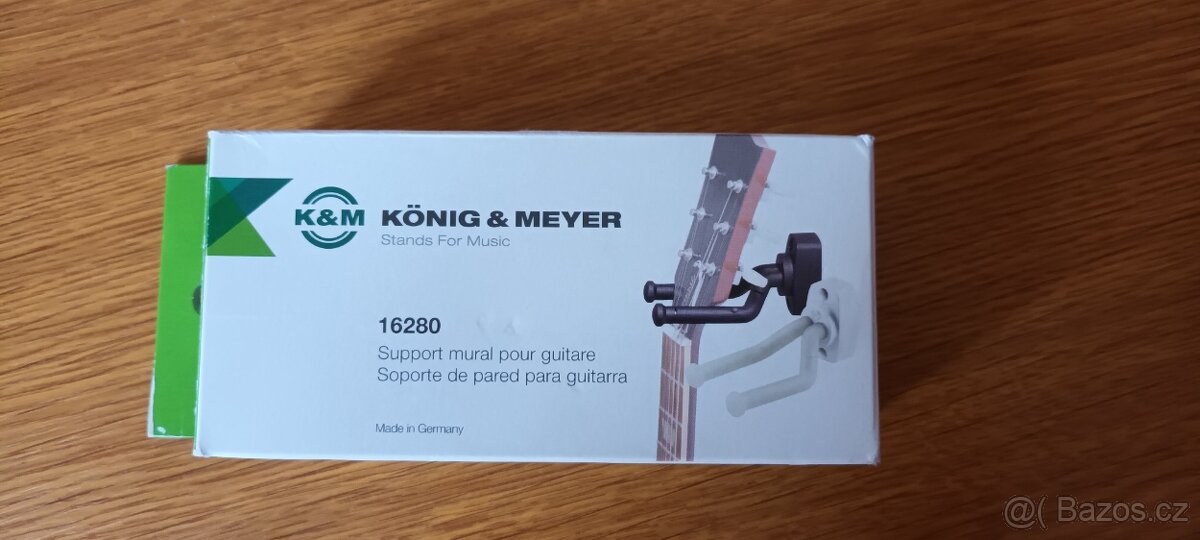 K&M KÖNIG & MEYER
Stands For Music
16280
Support mural pour guitare
Soporte de pared para guitarra
Made in Germany
@( Bazos.cz